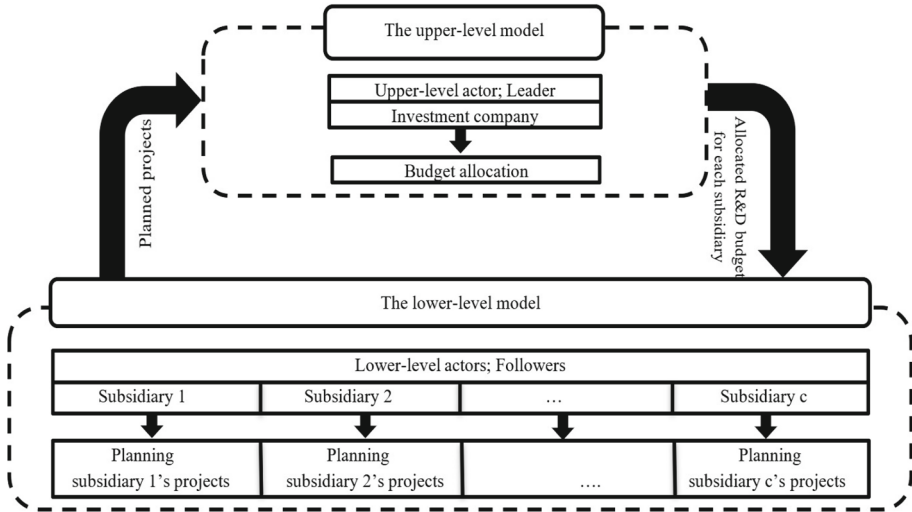 The upper-level model
Upper-level actor; Leader
Investment company
Budget allocation
Planned projects
Allocated R&D budget
for each subsidiary
The lower-level model
Lower-level actors; Followers
Subsidiary 1
Subsidiary 2
…
Subsidiary c
Planning
subsidiary 1’s projects
Planning
subsidiary 2’s projects
….
Planning
subsidiary c’s projects